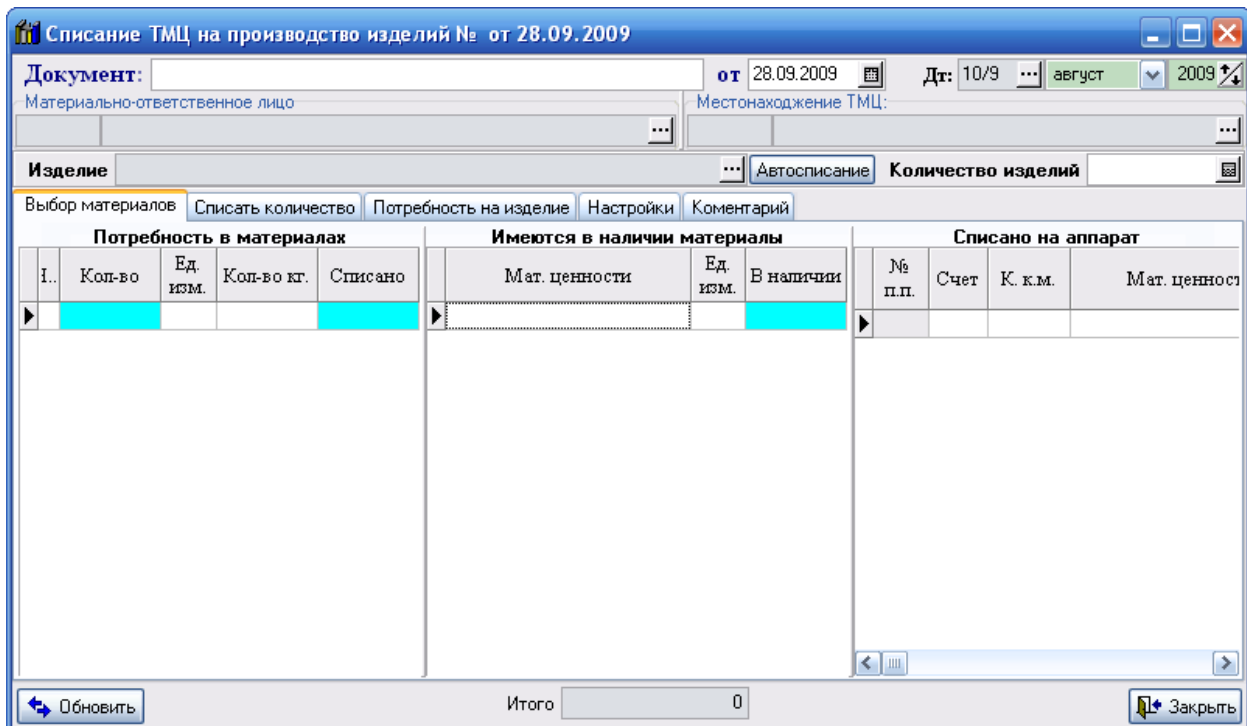 Списание ТМЦ на производство изделий № от 28.09.2009
Документ: от 28.09.2009 Дт: 10/9 ... август 2009
Материально-ответственное лицо Местонаождение ТМЦ:
... ...
Изделие ... Автосписание Количество изделий
Выбор материалов Списать количество Потребность на изделие Настройки Коментарий
Потребность в материалах Имеются в наличии материалы Списано на аппарат
I.. Кол-во Ед. изм. Кол-во кг. Списано Мат. ценности Ед. изм. В наличии № п.п. Счет К. к.м. Мат. ценност
Обновить Итого 0 Закрыть